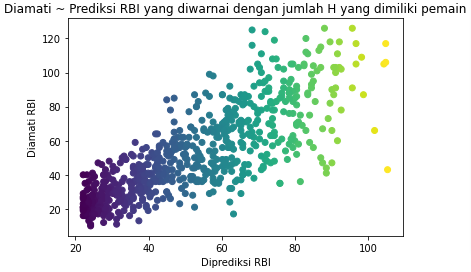 Diamati ~ Prediksi RBI yang diwarnai dengan jumlah H yang dimiliki pemain
120
100
80
60
40
20
Diamati RBI
20 40 60 80 100
Diprediksi RBI